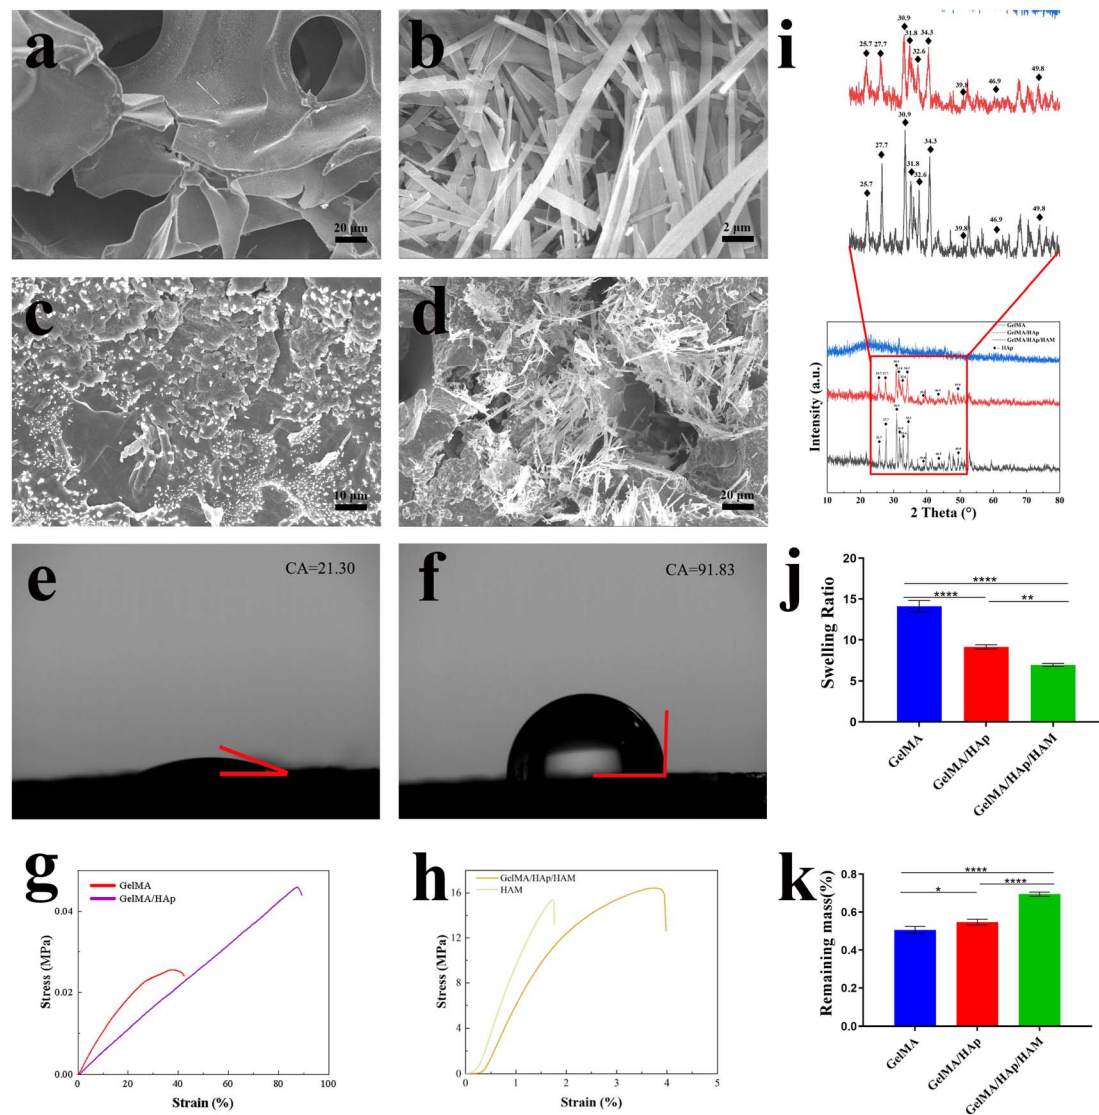 a
20 μm
b
2 μm
c
10 μm
d
20 μm
e
CA=21.30
f
CA=91.83
g
GelMA
GelMA/HAp
Stress (MPa)
0.04
0.02
0.00
0 20 40 60 80 100
Strain (%)
h
GelMA/HAp/HAM
HAM
Stress (MPa)
16
12
8
4
0
0 1 2 3 4 5
Strain (%)
i
25.7 27.7 30.9 31.8 32.6 34.3 39.8 46.9 49.8
25.7 27.7 30.9 31.8 32.6 34.3 39.8 46.9 49.8
GelMA
GelMA/HAp
GelMA/HAp/HAM
HAp
Intensity (a.u.)
10 20 30 40 50 60 70 80
2 Theta (°)
j
Swelling Ratio
20
15
10
5
0
****
**** **
GelMA
GelMA/HAp
GelMA/HAp/HAM
k
Remaining mass(%)
0.8
0.6
0.4
0.2
0.0
****
* ****
GelMA
GelMA/HAp
GelMA/HAp/HAM